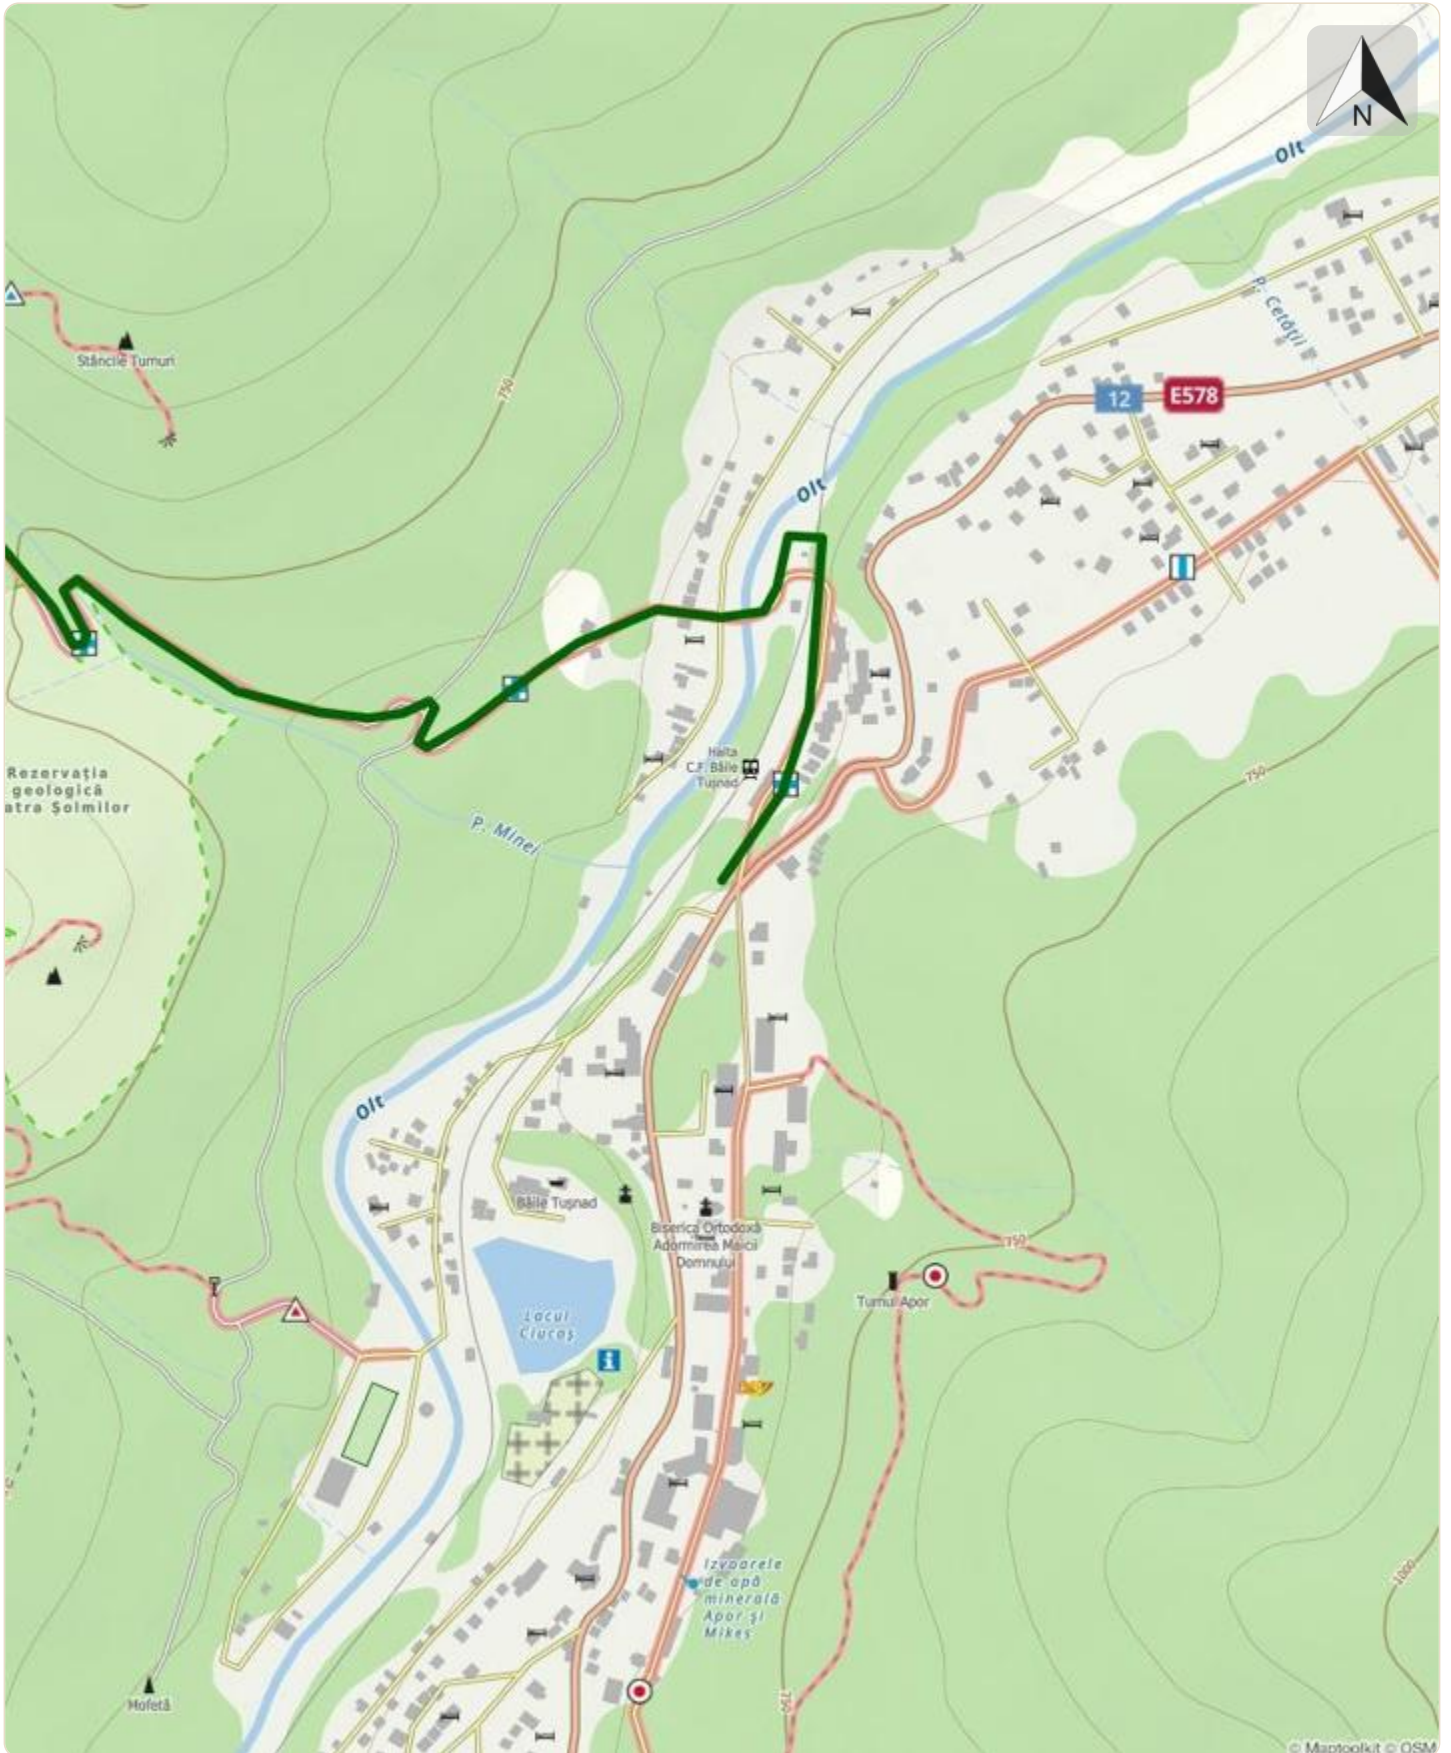 N
Olt
P. Cetății
Stâncile Turnuri
750
12
E578
Olt
Halta
C.F. Băile
Tușnad
Rezervația
geologică
atra Șoimilor
750
P. Minei
Olt
Băile Tușnad
Biserica Ortodoxă
Adormirea Maicii
Domnului
750
Turnul Apor
Lacul
Ciucaș
i
Izvoarele
de apă
minerală
Apor și
Mikes
1000
750
Mofetă
© Maptoolkit © OSM